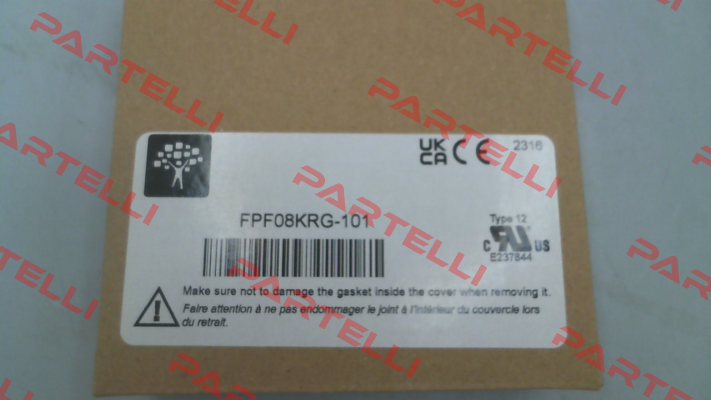 PARTELLI
PARTELLI
PARTELLI
PARTELLI
UK
CA CE 2316
FPF08KRG-101
Type 12
C UL US
E237844
Make sure not to damage the gasket inside the cover when removing it.
Faire attention à ne pas endommager le joint à l'intérieur du couvercle lors
du retrait.
PARTELLI
PARTELLI
PARTELLI